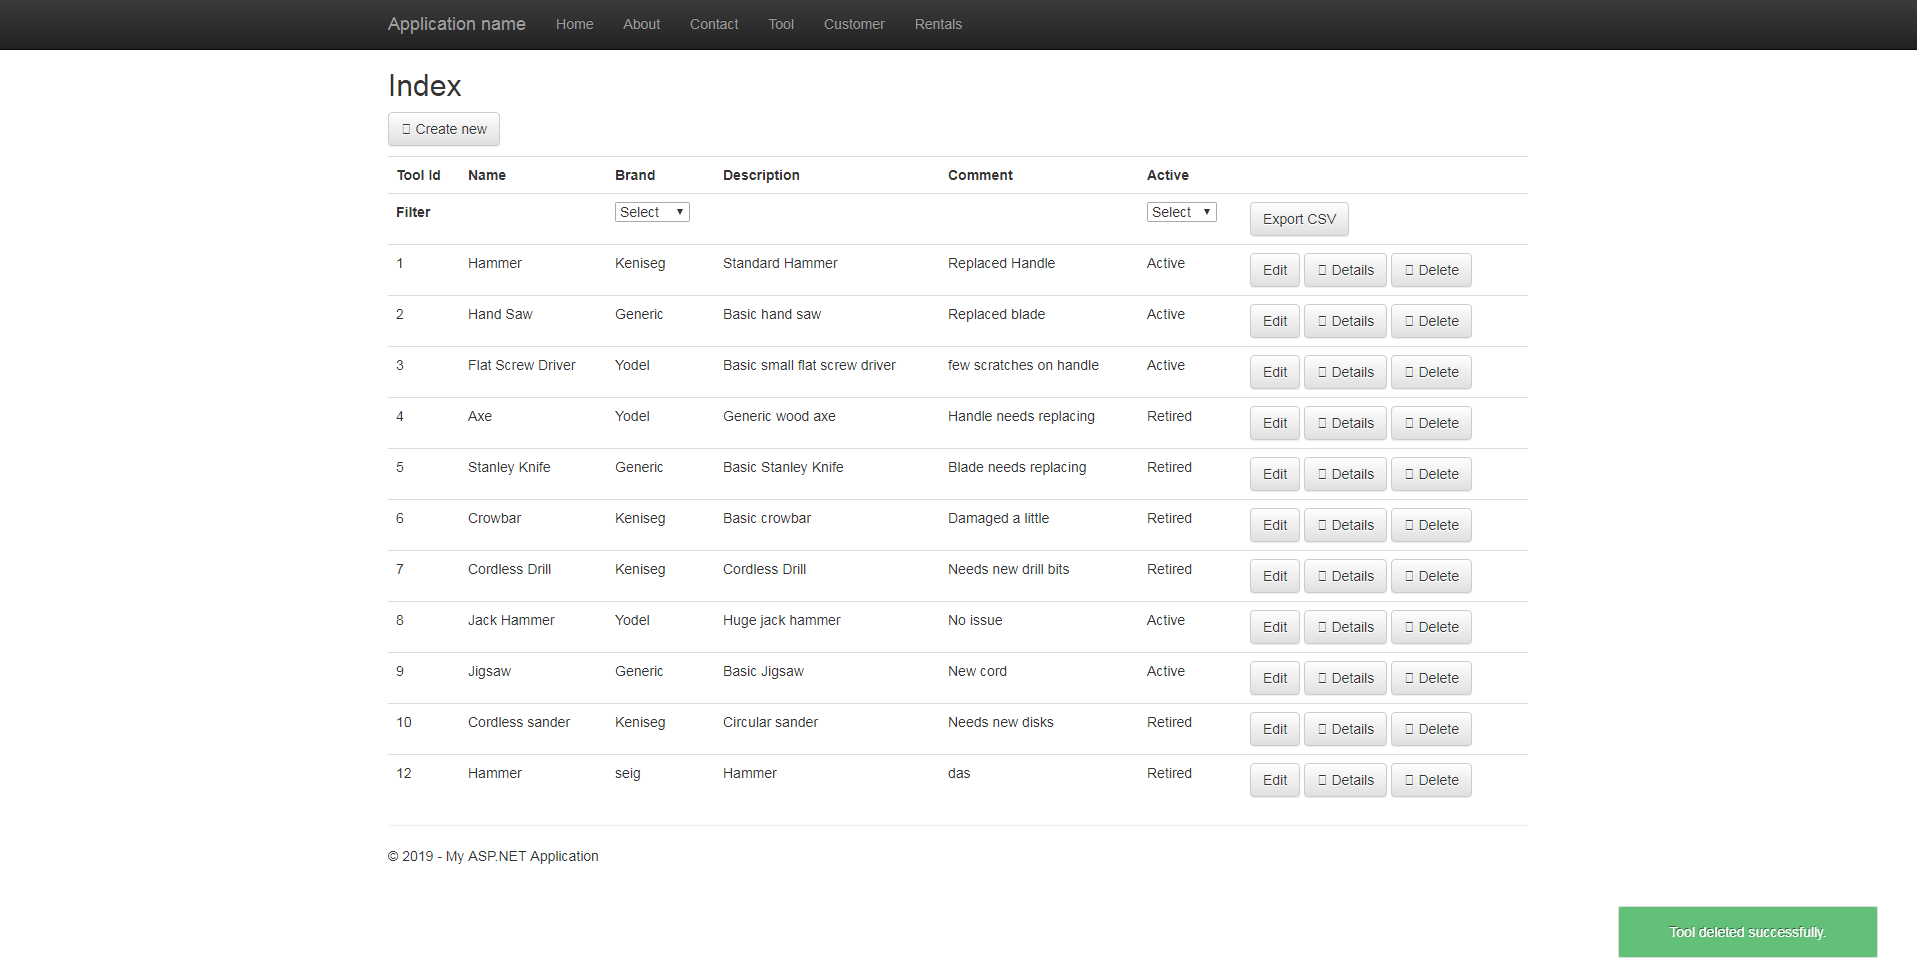 Application name Home About Contact Tool Customer Rentals
Index
Create new
Tool Id Name Brand Description Comment Active
Filter Select Select Export CSV
1 Hammer Keniseg Standard Hammer Replaced Handle Active Edit Details Delete
2 Hand Saw Generic Basic hand saw Replaced blade Active Edit Details Delete
3 Flat Screw Driver Yodel Basic small flat screw driver few scratches on handle Active Edit Details Delete
4 Axe Yodel Generic wood axe Handle needs replacing Retired Edit Details Delete
5 Stanley Knife Generic Basic Stanley Knife Blade needs replacing Retired Edit Details Delete
6 Crowbar Keniseg Basic crowbar Damaged a little Retired Edit Details Delete
7 Cordless Drill Keniseg Cordless Drill Needs new drill bits Retired Edit Details Delete
8 Jack Hammer Yodel Huge jack hammer No issue Active Edit Details Delete
9 Jigsaw Generic Basic Jigsaw New cord Active Edit Details Delete
10 Cordless sander Keniseg Circular sander Needs new disks Retired Edit Details Delete
12 Hammer seig Hammer das Retired Edit Details Delete
© 2019 - My ASP.NET Application
Tool deleted successfully.